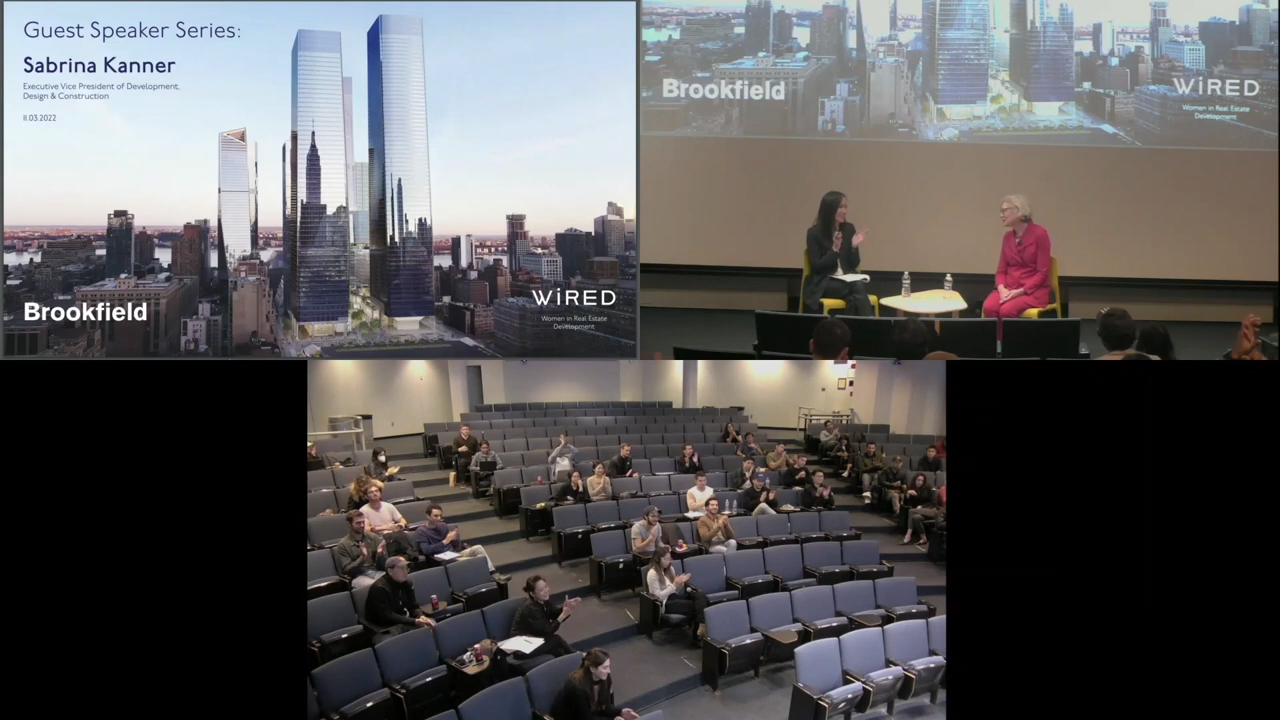 Guest Speaker Series:
Sabrina Kanner
Executive Vice President of Development,
Design & Construction
11.03.2022
Brookfield
WiRED
Women in Real Estate
Development
Brookfield
WiRED
Women in Real Estate
Development